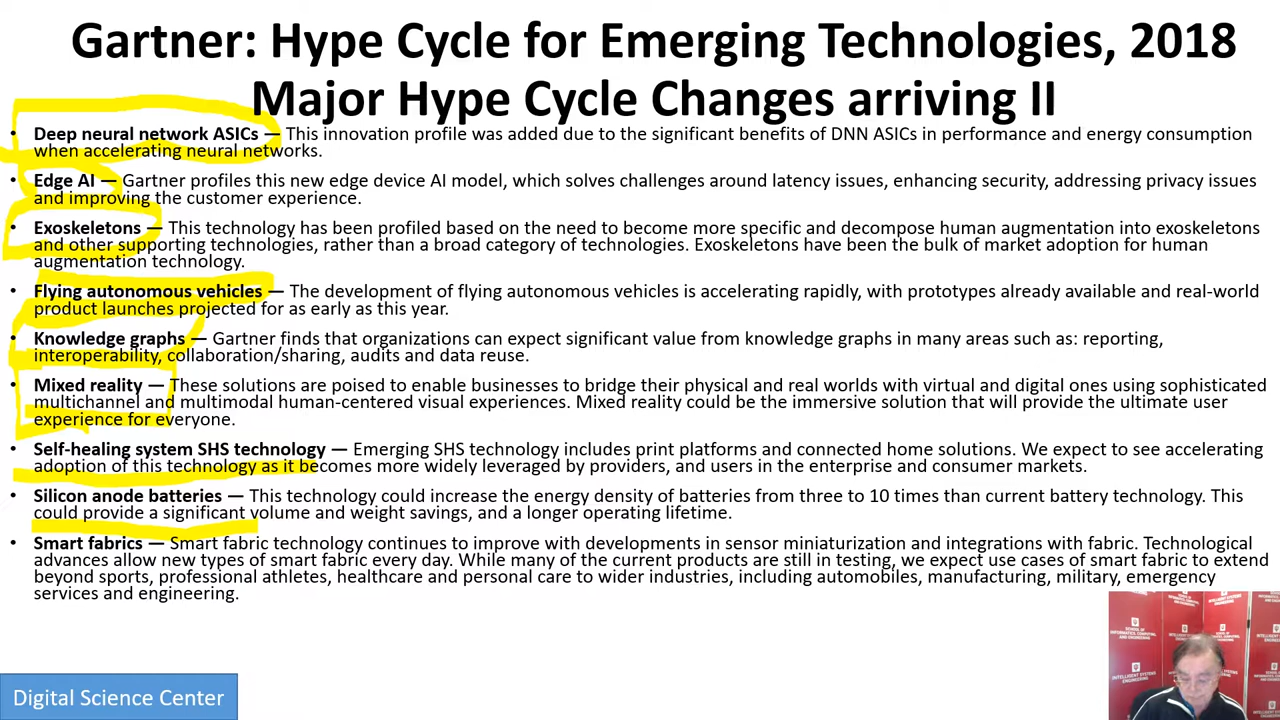 Gartner: Hype Cycle for Emerging Technologies, 2018
Major Hype Cycle Changes arriving II
• Deep neural network ASICs — This innovation profile was added due to the significant benefits of DNN ASICs in performance and energy consumption
when accelerating neural networks.
• Edge AI — Gartner profiles this new edge device AI model, which solves challenges around latency issues, enhancing security, addressing privacy issues
and improving the customer experience.
• Exoskeletons — This technology has been profiled based on the need to become more specific and decompose human augmentation into exoskeletons
and other supporting technologies, rather than a broad category of technologies. Exoskeletons have been the bulk of market adoption for human
augmentation technology.
• Flying autonomous vehicles — The development of flying autonomous vehicles is accelerating rapidly, with prototypes already available and real-world
product launches projected for as early as this year.
• Knowledge graphs — Gartner finds that organizations can expect significant value from knowledge graphs in many areas such as: reporting,
interoperability, collaboration/sharing, audits and data reuse.
• Mixed reality — These solutions are poised to enable businesses to bridge their physical and real worlds with virtual and digital ones using sophisticated
multichannel and multimodal human-centered visual experiences. Mixed reality could be the immersive solution that will provide the ultimate user
experience for everyone.
• Self-healing system SHS technology — Emerging SHS technology includes print platforms and connected home solutions. We expect to see accelerating
adoption of this technology as it becomes more widely leveraged by providers, and users in the enterprise and consumer markets.
• Silicon anode batteries — This technology could increase the energy density of batteries from three to 10 times than current battery technology. This
could provide a significant volume and weight savings, and a longer operating lifetime.
• Smart fabrics — Smart fabric technology continues to improve with developments in sensor miniaturization and integrations with fabric. Technological
advances allow new types of smart fabric every day. While many of the current products are still in testing, we expect use cases of smart fabric to extend
beyond sports, professional athletes, healthcare and personal care to wider industries, including automobiles, manufacturing, military, emergency
services and engineering.
Digital Science Center
SCHOOL OF
INFORMATICS, COMPUTING,
AND ENGINEERING
INTELLIGENT SYSTEMS
ENGINEERING